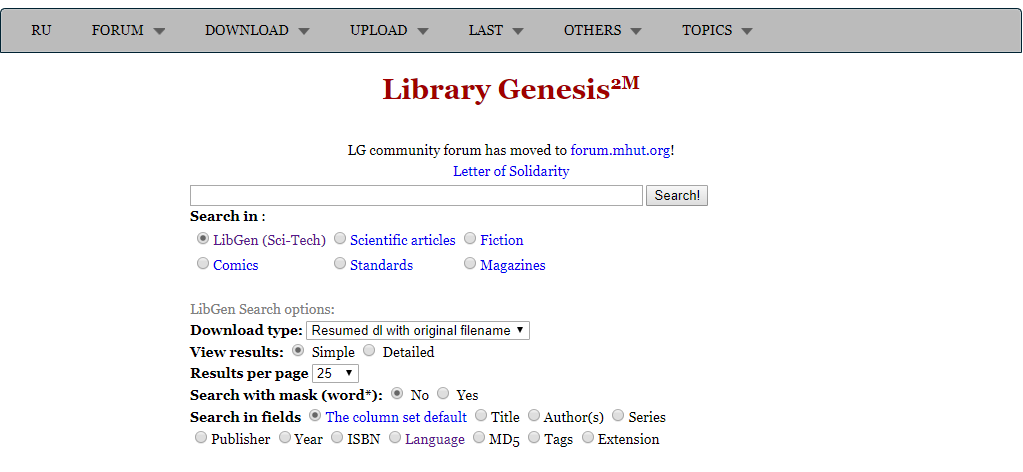 RU FORUM DOWNLOAD UPLOAD LAST OTHERS TOPICS
Library Genesis2M
LG community forum has moved to forum.mhut.org!
Letter of Solidarity
Search!
Search in :
LibGen (Sci-Tech) Scientific articles Fiction
Comics Standards Magazines
LibGen Search options:
Download type: Resumed dl with original filename
View results: Simple Detailed
Results per page 25
Search with mask (word*): No Yes
Search in fields The column set default Title Author(s) Series
Publisher Year ISBN Language MD5 Tags Extension